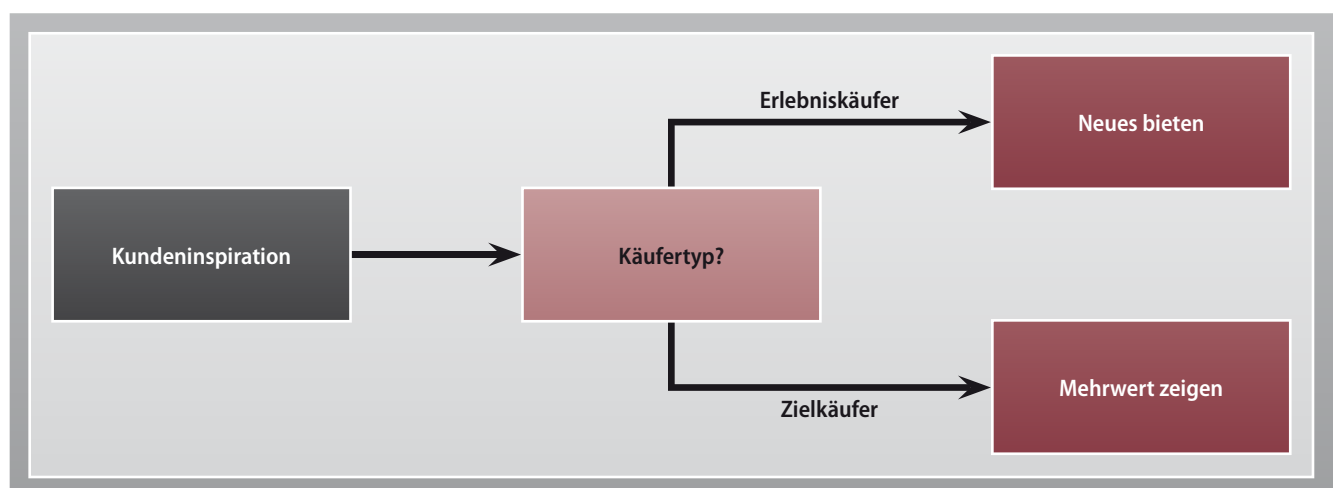 Erlebniskäufer
Neues bieten
Kundeninspiration
Käufertyp?
Zielkäufer
Mehrwert zeigen